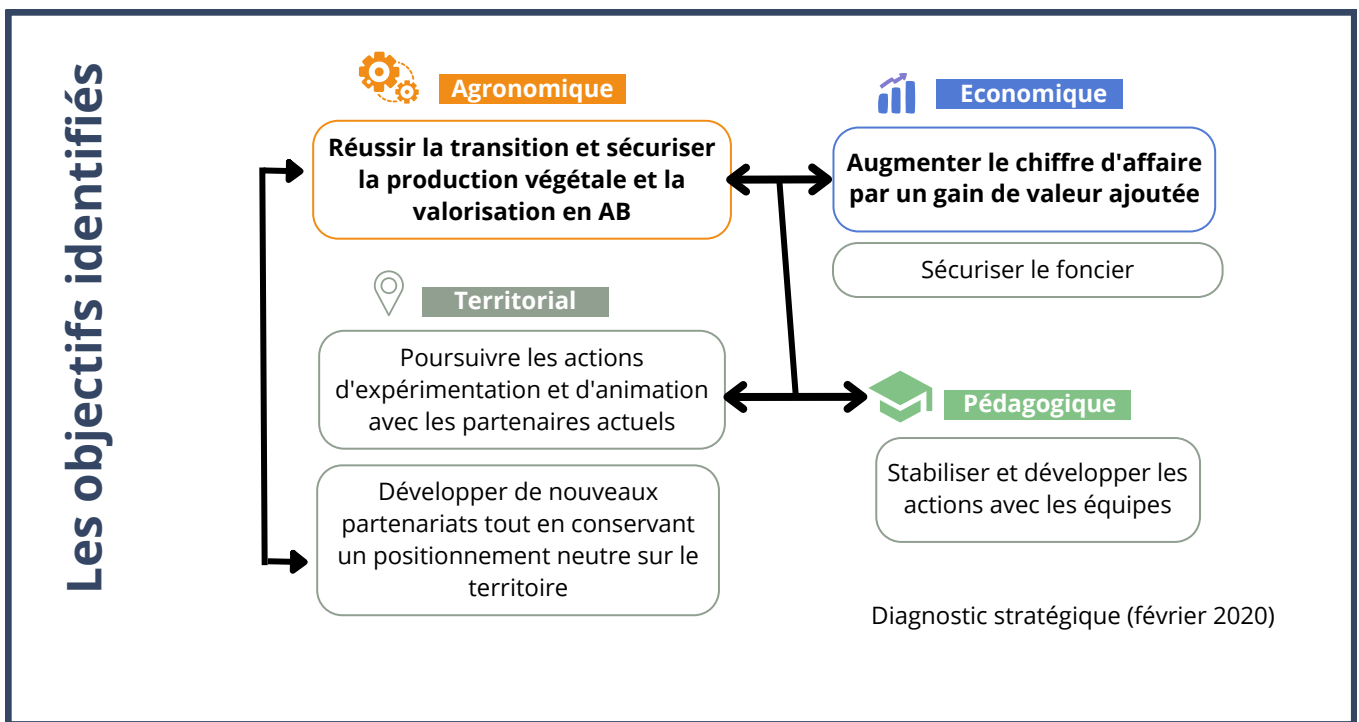 Les objectifs identifiés
Agronomique
Réussir la transition et sécuriser
la production végétale et la
valorisation en AB
Economique
Augmenter le chiffre d'affaire
par un gain de valeur ajoutée
Sécuriser le foncier
Territorial
Poursuivre les actions
d'expérimentation et d'animation
avec les partenaires actuels
Développer de nouveaux
partenariats tout en conservant
un positionnement neutre sur le
territoire
Pédagogique
Stabiliser et développer les
actions avec les équipes
Diagnostic stratégique (février 2020)